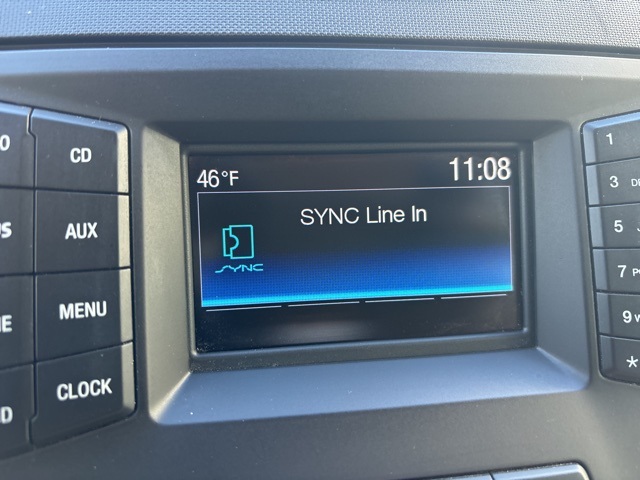 CD
AUX
MENU
CLOCK
46°F
11:08
SYNC Line In
SYNC
1
3
5
7
9
*